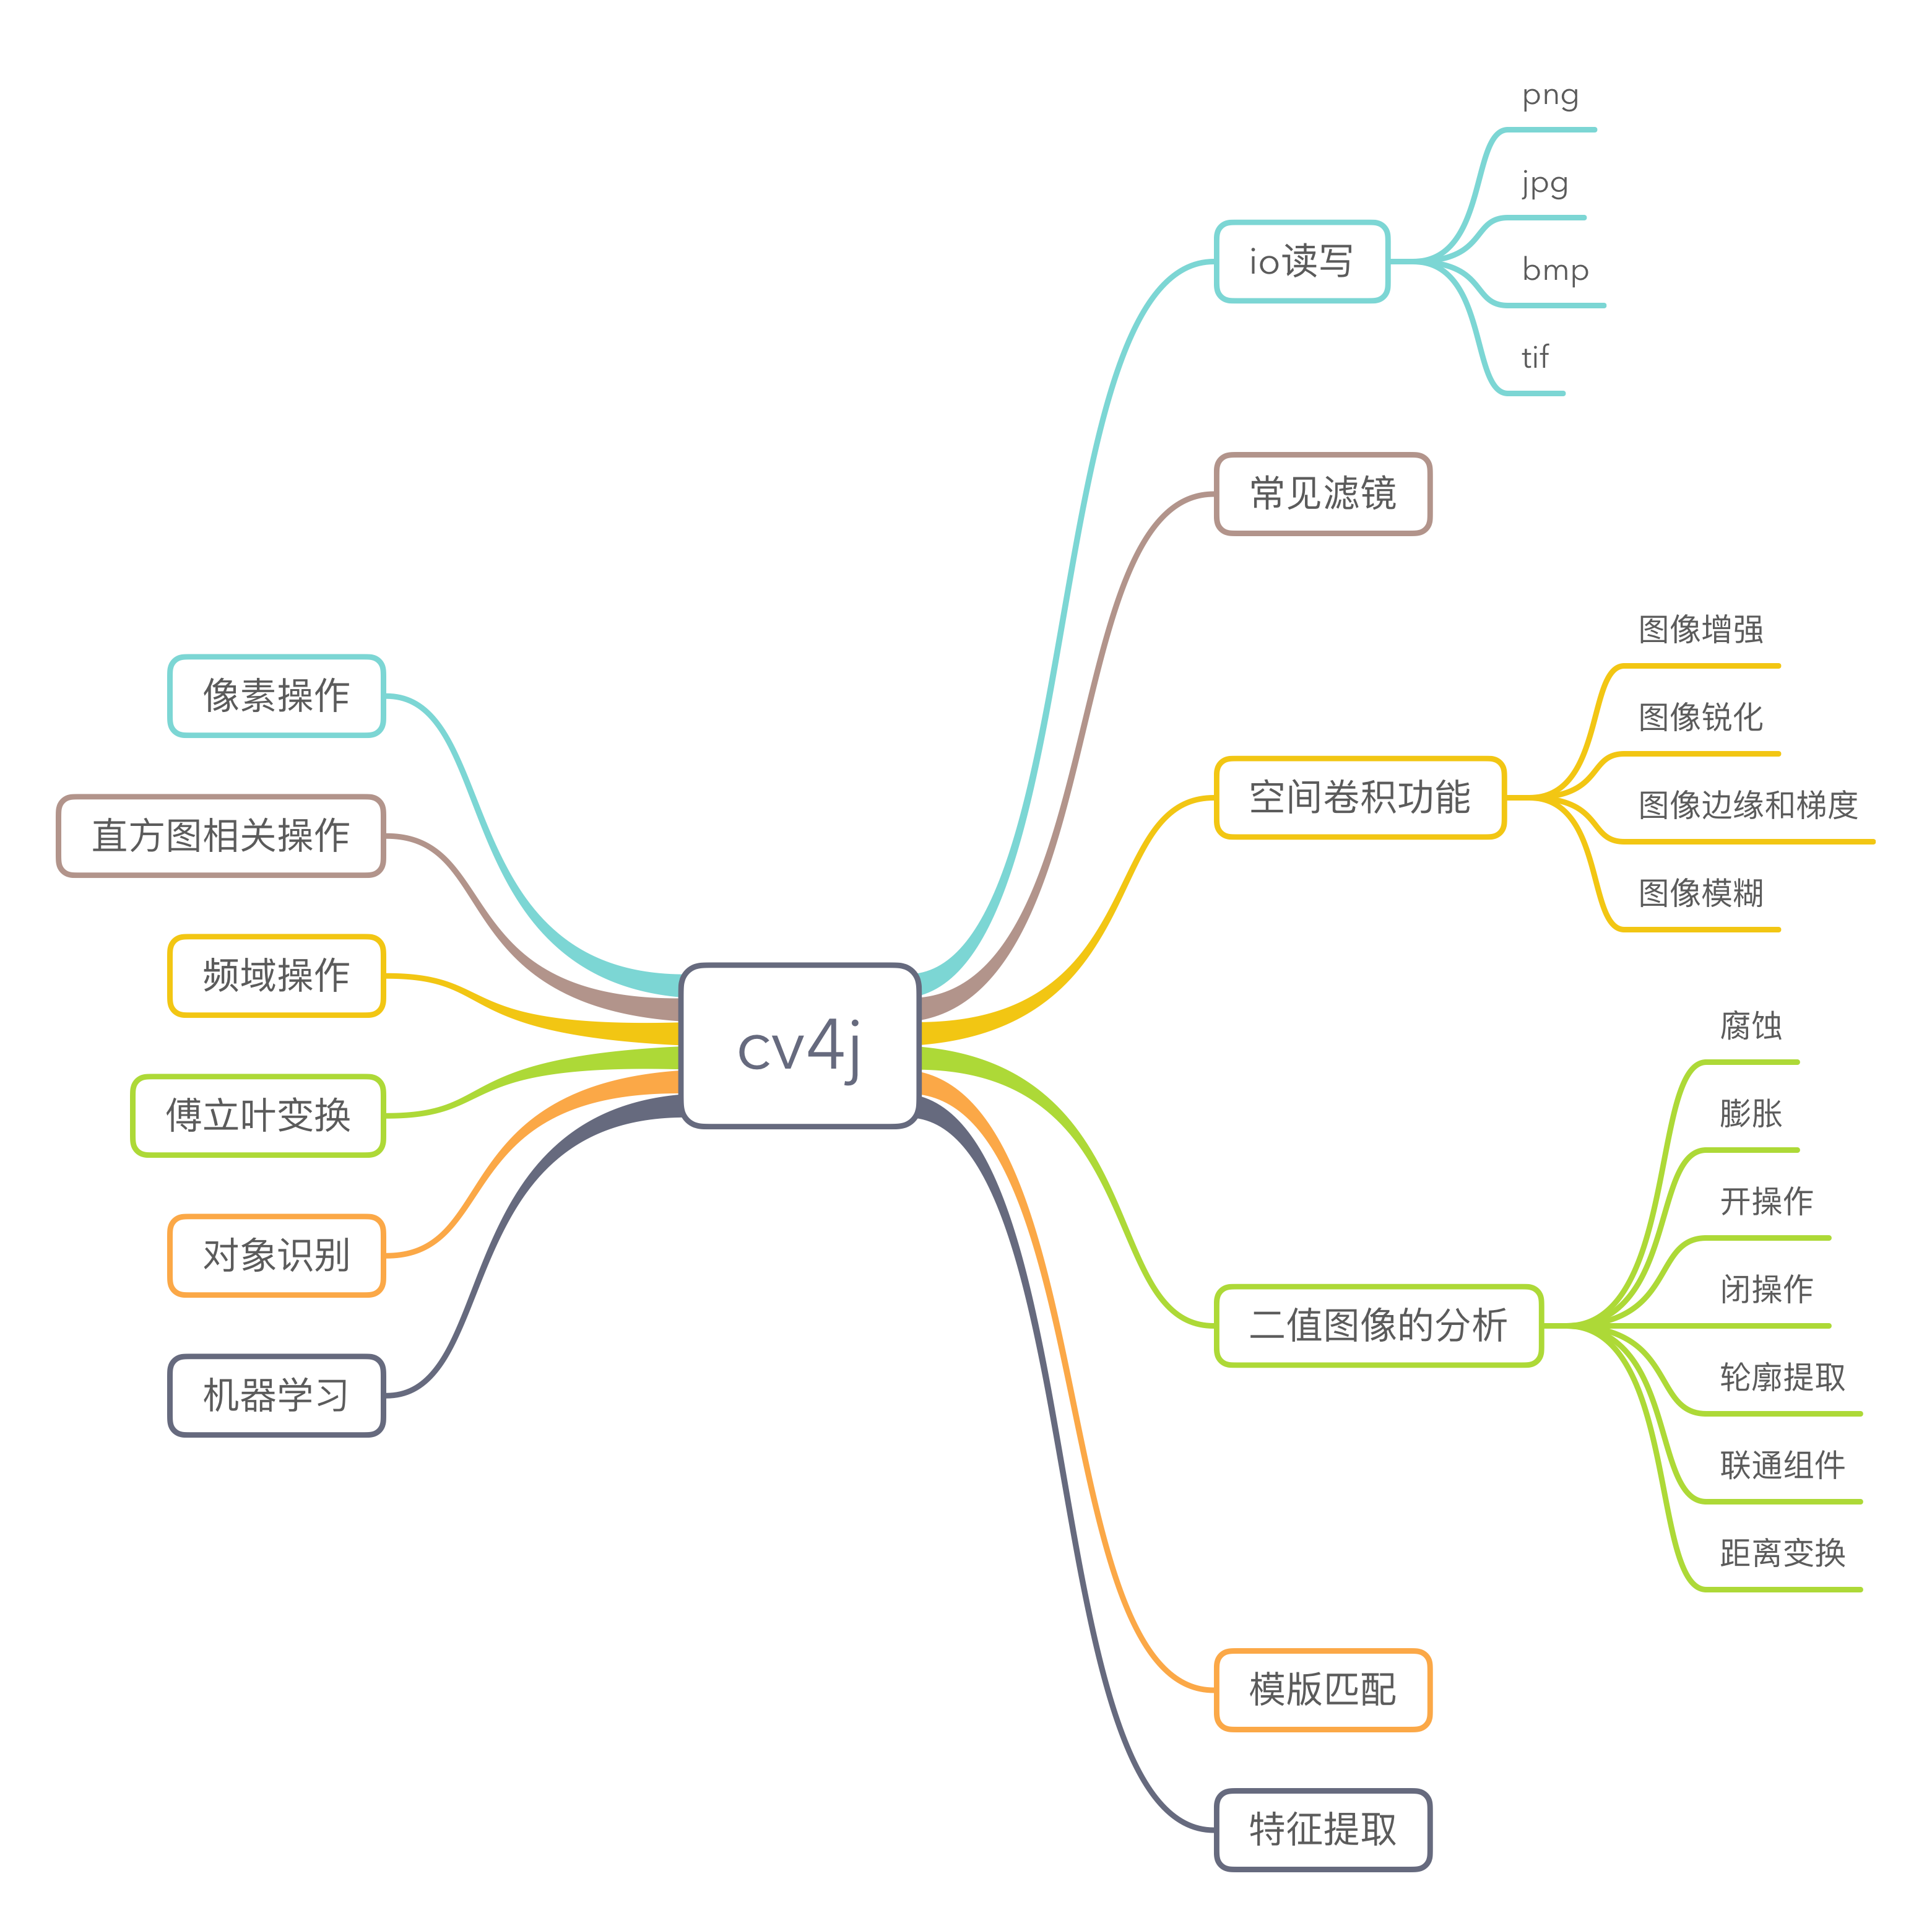 cv4j
io读写
png
jpg
bmp
tif
常见滤镜
空间卷积功能
图像增强
图像锐化
图像边缘和梯度
图像模糊
二值图像的分析
腐蚀
膨胀
开操作
闭操作
轮廓提取
联通组件
距离变换
模版匹配
特征提取
像素操作
直方图相关操作
频域操作
傅立叶变换
对象识别
机器学习